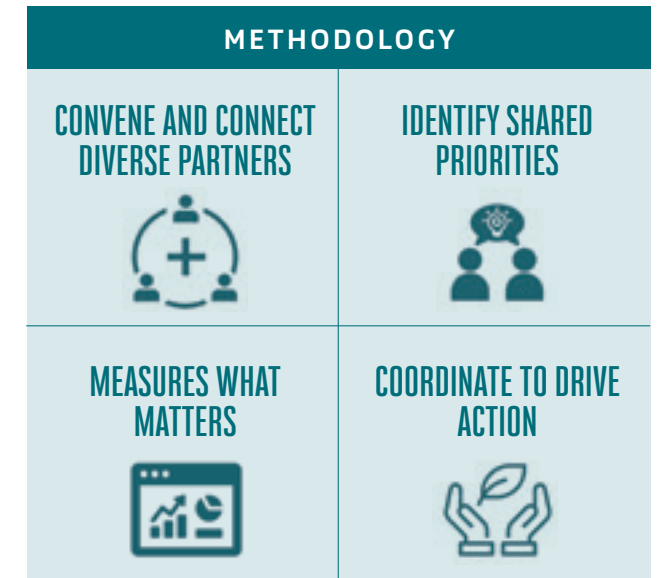 METHODOLOGY
CONVENE AND CONNECT
DIVERSE PARTNERS
IDENTIFY SHARED
PRIORITIES
MEASURES WHAT
MATTERS
COORDINATE TO DRIVE
ACTION